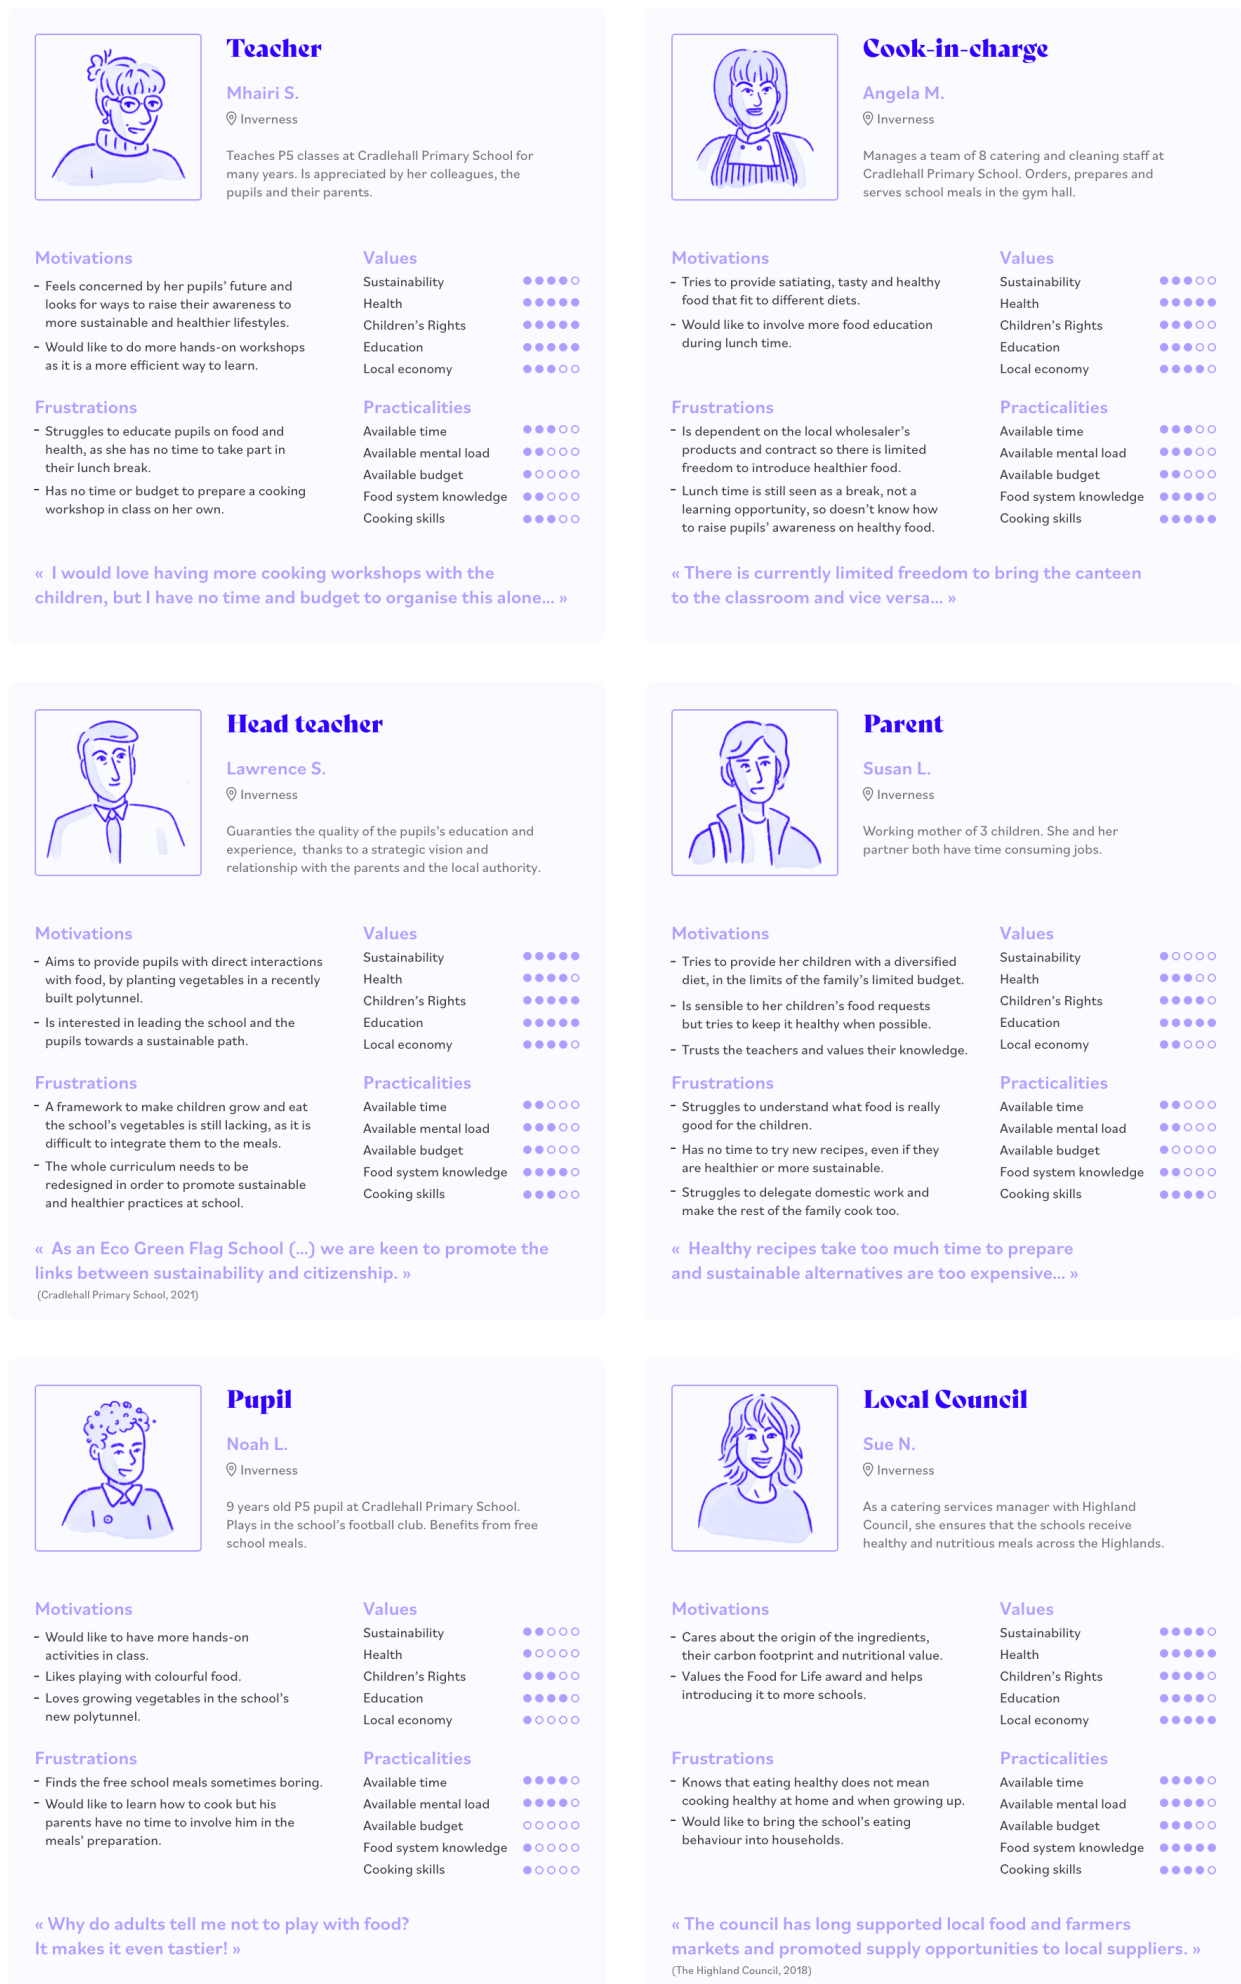 Teacher
Mhairi S.
Inverness
Teaches P5 classes at Cradlehall Primary School for
many years. Is appreciated by her colleagues, the
pupils and their parents.
Motivations
- Feels concerned by her pupils’ future and
looks for ways to raise their awareness to
more sustainable and healthier lifestyles.
- Would like to do more hands-on workshops
as it is a more efficient way to learn.
Values
Sustainability
Health
Children’s Rights
Education
Local economy
Frustrations
- Struggles to educate pupils on food and
health, as she has no time to take part in
their lunch break.
- Has no time or budget to prepare a cooking
workshop in class on her own.
Practicalities
Available time
Available mental load
Available budget
Food system knowledge
Cooking skills
« I would love having more cooking workshops with the
children, but I have no time and budget to organise this alone... »
Cook-in-charge
Angela M.
Inverness
Manages a team of 8 catering and cleaning staff at
Cradlehall Primary School. Orders, prepares and
serves school meals in the gym hall.
Motivations
- Tries to provide satiating, tasty and healthy
food that fit to different diets.
- Would like to involve more food education
during lunch time.
Values
Sustainability
Health
Children’s Rights
Education
Local economy
Frustrations
- Is dependent on the local wholesaler’s
products and contract so there is limited
freedom to introduce healthier food.
- Lunch time is still seen as a break, not a
learning opportunity, so doesn’t know how
to raise pupils’ awareness on healthy food.
Practicalities
Available time
Available mental load
Available budget
Food system knowledge
Cooking skills
« There is currently limited freedom to bring the canteen
to the classroom and vice versa... »
Head teacher
Lawrence S.
Inverness
Guaranties the quality of the pupils’s education and
experience, thanks to a strategic vision and
relationship with the parents and the local authority.
Motivations
- Aims to provide pupils with direct interactions
with food, by planting vegetables in a recently
built polytunnel.
- Is interested in leading the school and the
pupils towards a sustainable path.
Values
Sustainability
Health
Children’s Rights
Education
Local economy
Frustrations
- A framework to make children grow and eat
the school’s vegetables is still lacking, as it is
difficult to integrate them to the meals.
- The whole curriculum needs to be
redesigned in order to promote sustainable
and healthier practices at school.
Practicalities
Available time
Available mental load
Available budget
Food system knowledge
Cooking skills
« As an Eco Green Flag School (...) we are keen to promote the
links between sustainability and citizenship. »
(Cradlehall Primary School, 2021)
Parent
Susan L.
Inverness
Working mother of 3 children. She and her
partner both have time consuming jobs.
Motivations
- Tries to provide her children with a diversified
diet, in the limits of the family’s limited budget.
- Is sensible to her children’s food requests
but tries to keep it healthy when possible.
- Trusts the teachers and values their knowledge.
Values
Sustainability
Health
Children’s Rights
Education
Local economy
Frustrations
- Struggles to understand what food is really
good for the children.
- Has no time to try new recipes, even if they
are healthier or more sustainable.
- Struggles to delegate domestic work and
make the rest of the family cook too.
Practicalities
Available time
Available mental load
Available budget
Food system knowledge
Cooking skills
« Healthy recipes take too much time to prepare
and sustainable alternatives are too expensive... »
Pupil
Noah L.
Inverness
9 years old P5 pupil at Cradlehall Primary School.
Plays in the school’s football club. Benefits from free
school meals.
Motivations
- Would like to have more hands-on
activities in class.
- Likes playing with colourful food.
- Loves growing vegetables in the school’s
new polytunnel.
Values
Sustainability
Health
Children’s Rights
Education
Local economy
Frustrations
- Finds the free school meals sometimes boring.
- Would like to learn how to cook but his
parents have no time to involve him in the
meals’ preparation.
Practicalities
Available time
Available mental load
Available budget
Food system knowledge
Cooking skills
« Why do adults tell me not to play with food?
It makes it even tastier! »
Local Council
Sue N.
Inverness
As a catering services manager with Highland
Council, she ensures that the schools receive
healthy and nutritious meals across the Highlands.
Motivations
- Cares about the origin of the ingredients,
their carbon footprint and nutritional value.
- Values the Food for Life award and helps
introducing it to more schools.
Values
Sustainability
Health
Children’s Rights
Education
Local economy
Frustrations
- Knows that eating healthy does not mean
cooking healthy at home and when growing up.
- Would like to bring the school’s eating
behaviour into households.
Practicalities
Available time
Available mental load
Available budget
Food system knowledge
Cooking skills
« The council has long supported local food and farmers
markets and promoted supply opportunities to local suppliers. »
(The Highland Council, 2018)